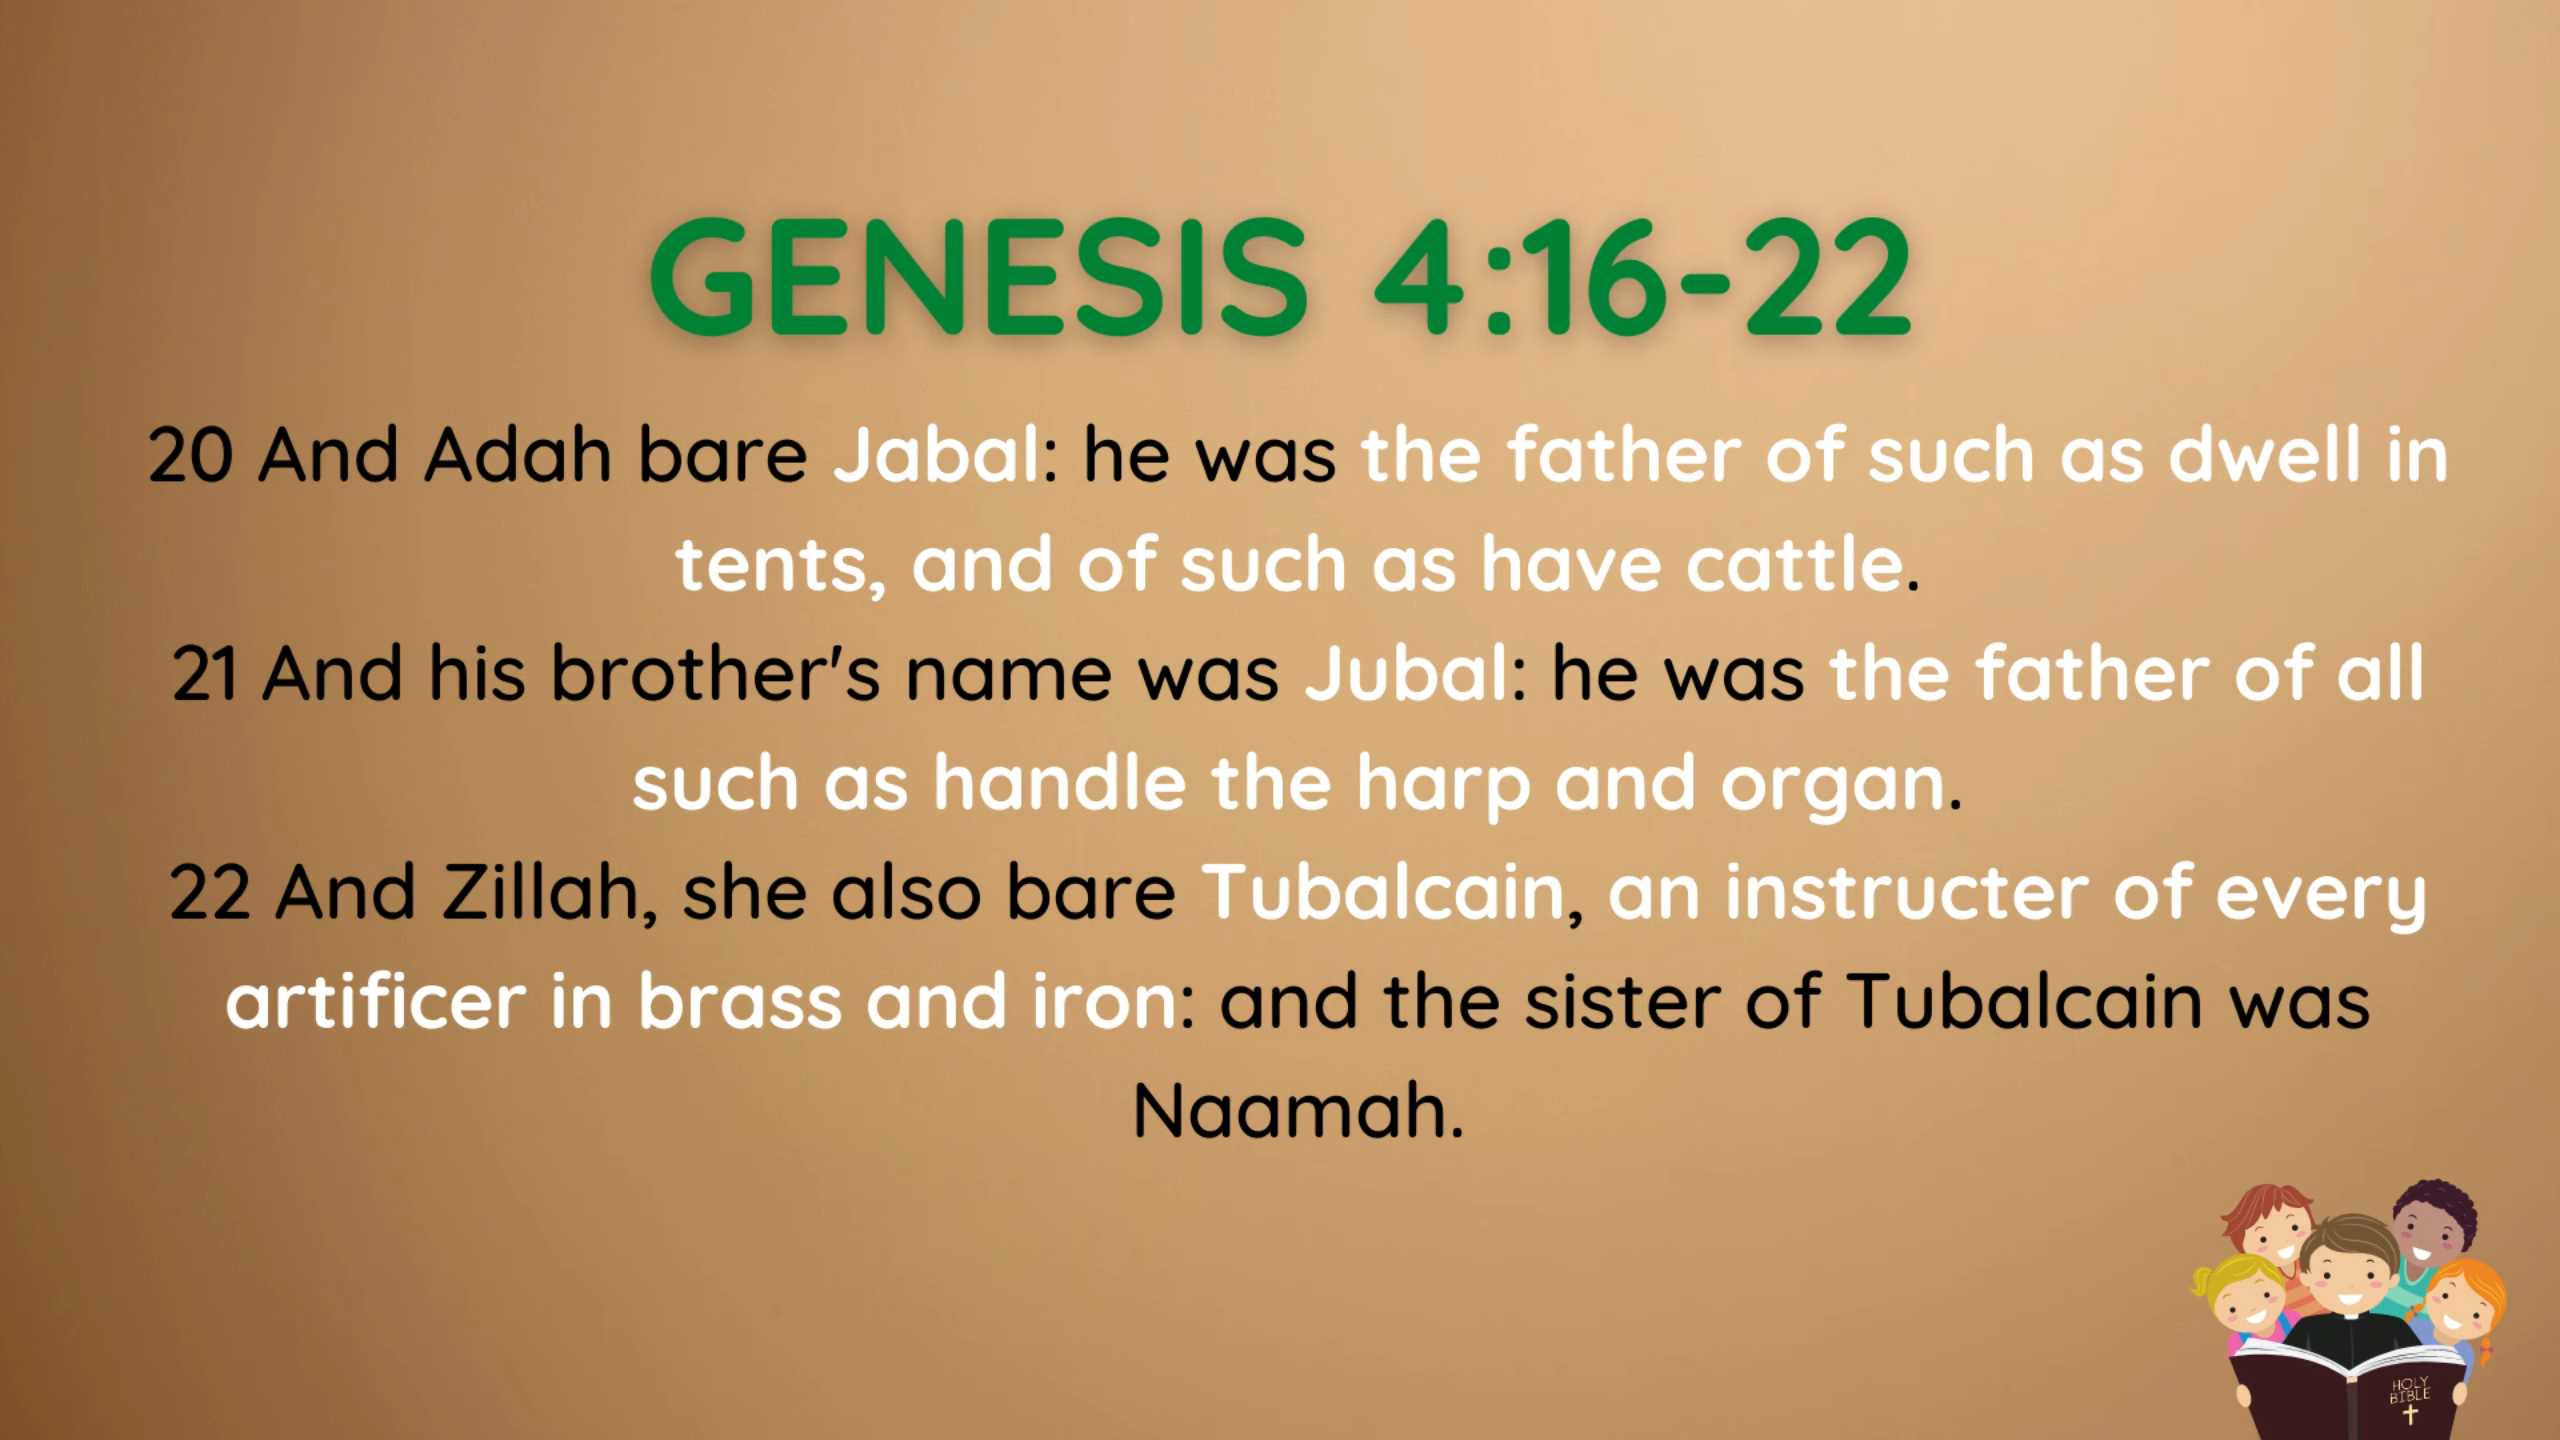 GENESIS 4:16-22
20 And Adah bare Jabal: he was the father of such as dwell in
tents, and of such as have cattle.
21 And his brother's name was Jubal: he was the father of all
such as handle the harp and organ.
22 And Zillah, she also bare Tubalcain, an instructer of every
artificer in brass and iron: and the sister of Tubalcain was
Naamah.
HOLY
BIBLE